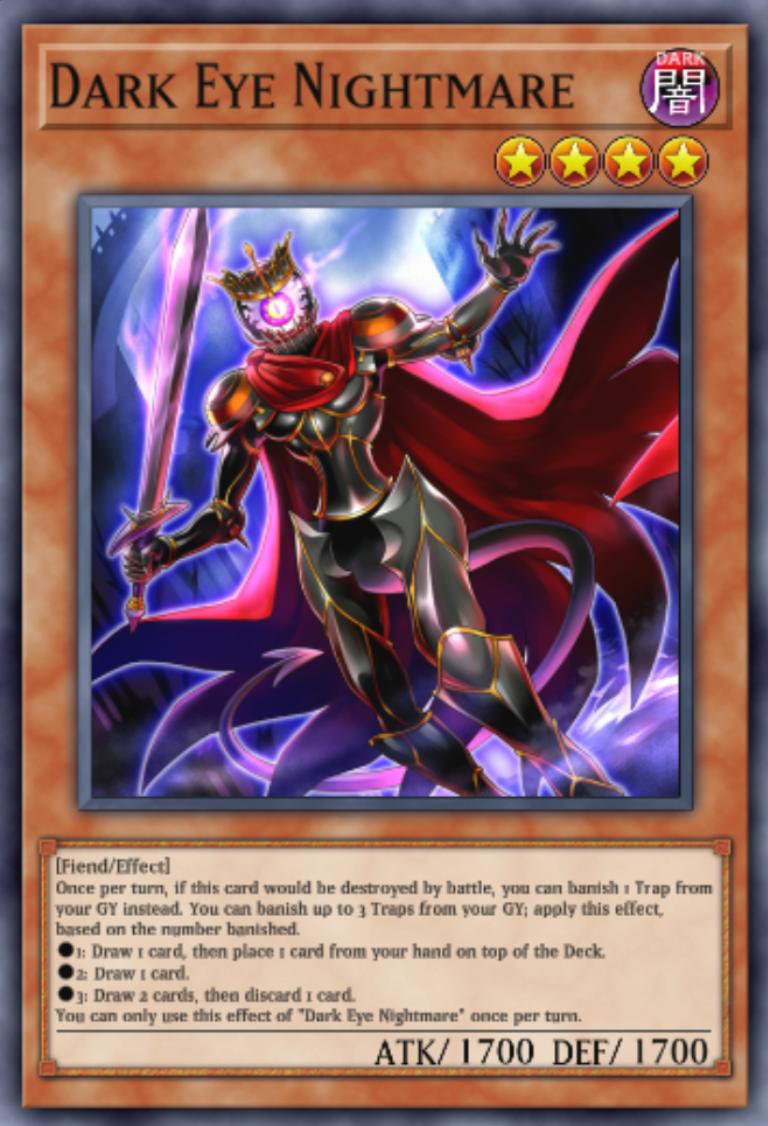 DARK EYE NIGHTMARE
DARK
闇
[Fiend/Effect]
Once per turn, if this card would be destroyed by battle, you can banish 1 Trap from
your GY instead. You can banish up to 3 Traps from your GY; apply this effect,
based on the number banished.
●1: Draw 1 card, then place 1 card from your hand on top of the Deck.
●2: Draw 1 card.
●3: Draw 2 cards, then discard 1 card.
You can only use this effect of "Dark Eye Nightmare" once per turn.
ATK/ 1700 DEF/ 1700